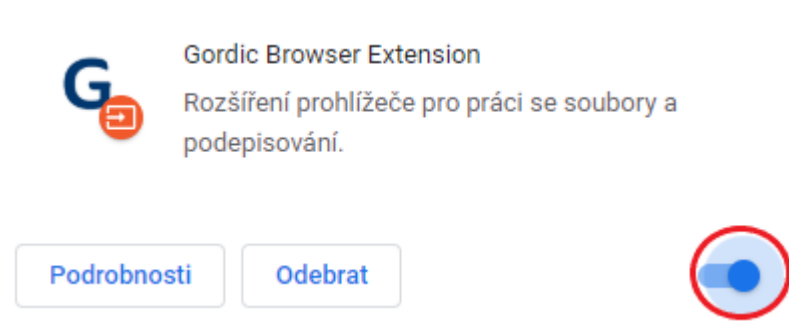 G
Gordic Browser Extension
Rozšíření prohlížeče pro práci se soubory a
podepisování.
Podrobnosti
Odebrat